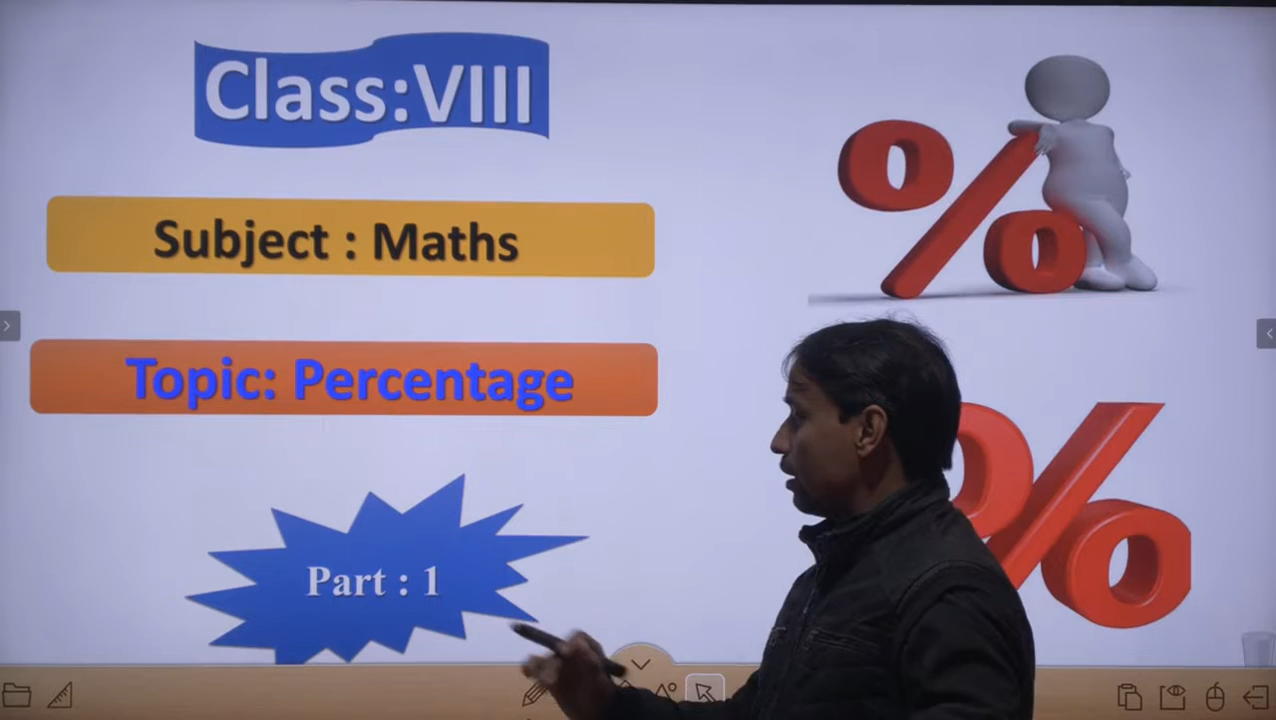 Class:VIII
Subject : Maths
Topic: Percentage
Part : 1
%
%